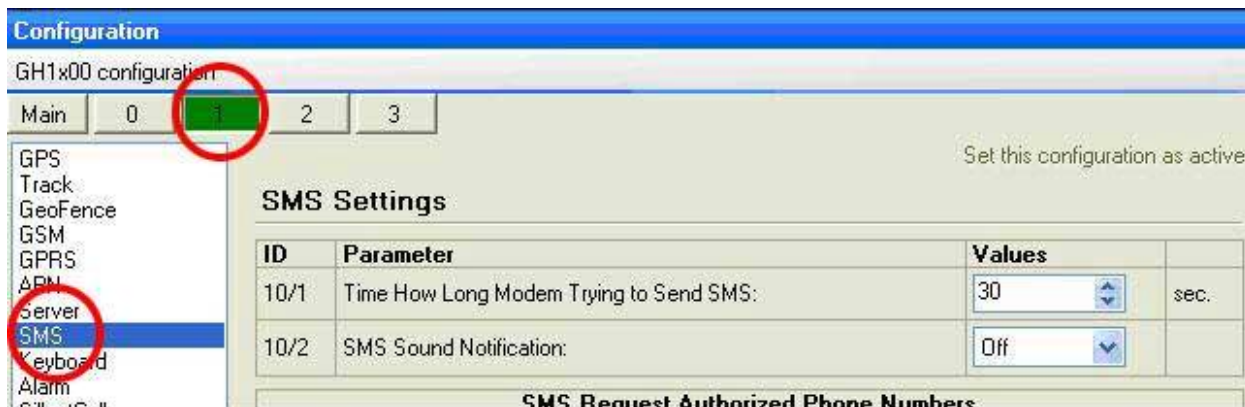 Configuration
GH1x00 configuration
Main 0 1 2 3
Set this configuration as active
GPS
Track
GeoFence
GSM
GPRS
APN
Server
SMS
Keyboard
Alarm
SMS Settings
ID Parameter Values
10/1 Time How Long Modem Trying to Send SMS: 30 sec.
10/2 SMS Sound Notification: Off
SMS Request Authorized Phone Numbers